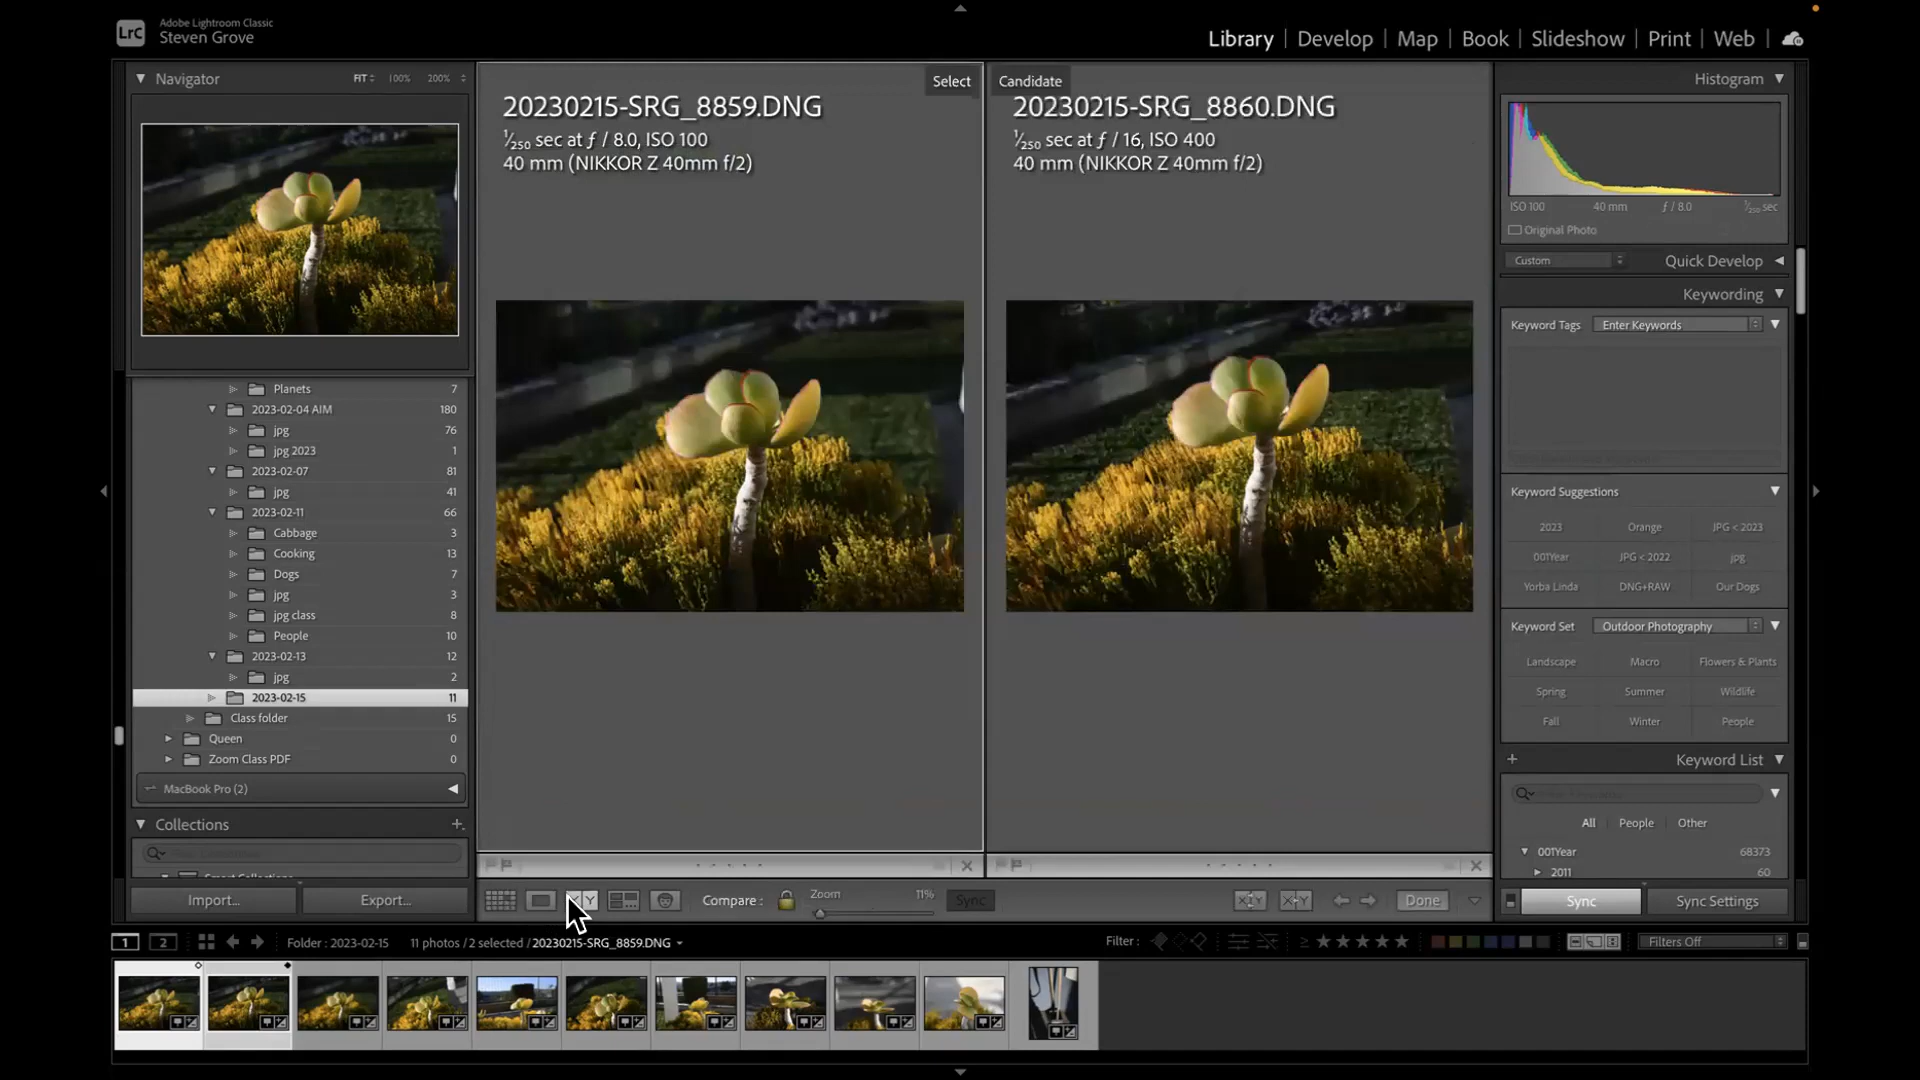 LrC
Adobe Lightroom Classic
Steven Grove
Library | Develop | Map | Book | Slideshow | Print | Web
Navigator
FIT
100%
200%
Planets 7
2023-02-04 AIM 180
jpg 76
jpg 2023 1
2023-02-07 81
jpg 41
2023-02-11 66
Cabbage 3
Cooking 13
Dogs 7
jpg 3
jpg class 8
People 10
2023-02-13 12
jpg 2
2023-02-15 11
Class folder 15
Queen 0
Zoom Class PDF 0
MacBook Pro (2)
Collections
Import...
Export...
Select
20230215-SRG_8859.DNG
1/250 sec at ƒ / 8.0, ISO 100
40 mm (NIKKOR Z 40mm f/2)
Candidate
20230215-SRG_8860.DNG
1/250 sec at ƒ / 16, ISO 400
40 mm (NIKKOR Z 40mm f/2)
Compare :
Zoom
11%
Sync
Done
Histogram
ISO 100 40 mm ƒ / 8.0 1/250 sec
Original Photo
Custom
Quick Develop
Keywording
Keyword Tags
Enter Keywords
Keyword Suggestions
2023 Orange JPG < 2023
001Year JPG < 2022 jpg
Yorba Linda DNG+RAW Our Dogs
Keyword Set
Outdoor Photography
Landscape Macro Flowers & Plants
Spring Summer Wildlife
Fall Winter People
Keyword List
All People Other
001Year 68373
2011 60
Sync
Sync Settings
1
2
Folder : 2023-02-15
11 photos / 2 selected / 20230215-SRG_8859.DNG
Filter :
Filters Off